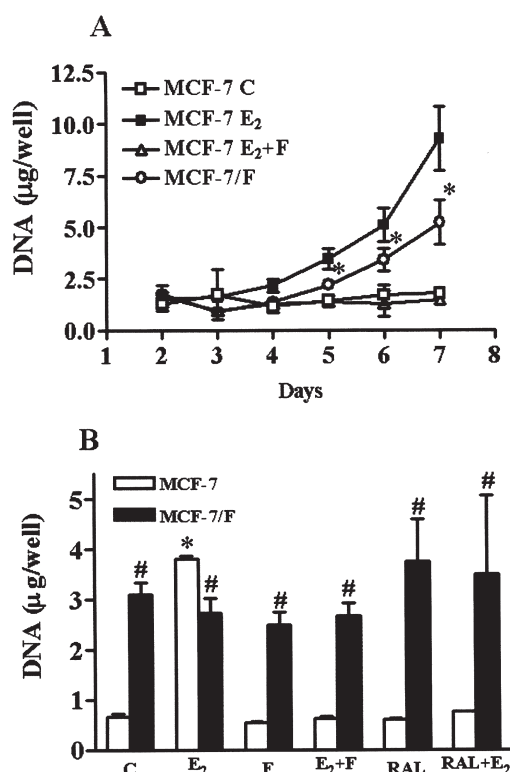 A
DNA (µg/well)
12.5
10.0
7.5
5.0
2.5
0.0
MCF-7 C
MCF-7 E₂
MCF-7 E₂+F
MCF-7/F
*
*
*
1 2 3 4 5 6 7 8
Days
B
DNA (µg/well)
5
4
3
2
1
0
MCF-7
MCF-7/F
# * # # # # #
C E₂ F E₂+F RAL RAL+E₂